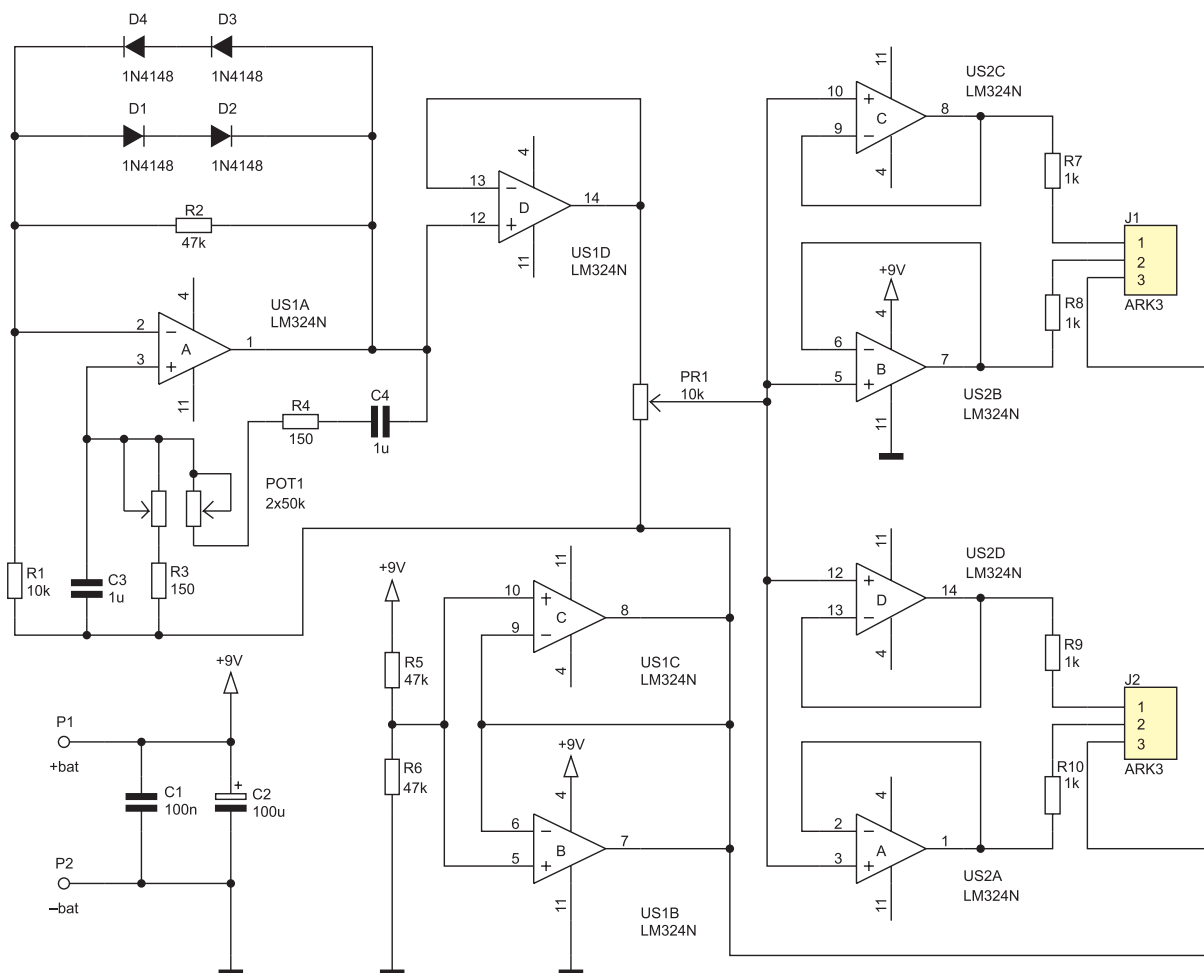 D4
D3
1N4148
1N4148
D1
D2
1N4148
1N4148
R2
47k
4
US1A
LM324N
2
−
A
1
3
+
11
R4
150
C4
1u
POT1
2x50k
R1
10k
C3
1u
R3
150
4
13
−
D
14
12
+
11
US1D
LM324N
PR1
10k
11
US2C
LM324N
10
+
C
8
9
−
4
R7
1k
+9V
4
6
−
B
7
5
+
11
US2B
LM324N
R8
1k
J1
1
2
3
ARK3
11
US2D
LM324N
12
+
D
14
13
−
4
R9
1k
4
2
−
A
1
3
+
11
US2A
LM324N
R10
1k
J2
1
2
3
ARK3
+9V
R5
47k
R6
47k
11
10
+
C
8
9
−
4
US1C
LM324N
+9V
4
6
−
B
7
5
+
11
US1B
LM324N
+9V
P1
+bat
C1
100n
+
C2
100u
P2
–bat